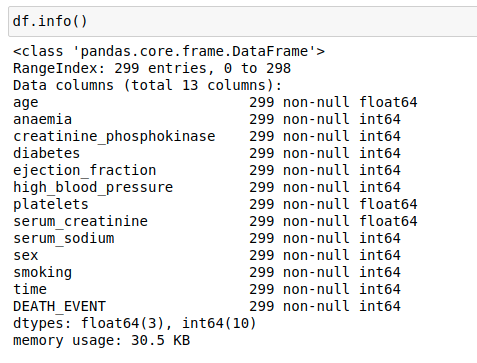 df.info()
<class 'pandas.core.frame.DataFrame'>
RangeIndex: 299 entries, 0 to 298
Data columns (total 13 columns):
age                         299 non-null float64
anaemia                     299 non-null int64
creatinine_phosphokinase    299 non-null int64
diabetes                    299 non-null int64
ejection_fraction           299 non-null int64
high_blood_pressure         299 non-null int64
platelets                   299 non-null float64
serum_creatinine            299 non-null float64
serum_sodium                299 non-null int64
sex                         299 non-null int64
smoking                     299 non-null int64
time                        299 non-null int64
DEATH_EVENT                 299 non-null int64
dtypes: float64(3), int64(10)
memory usage: 30.5 KB